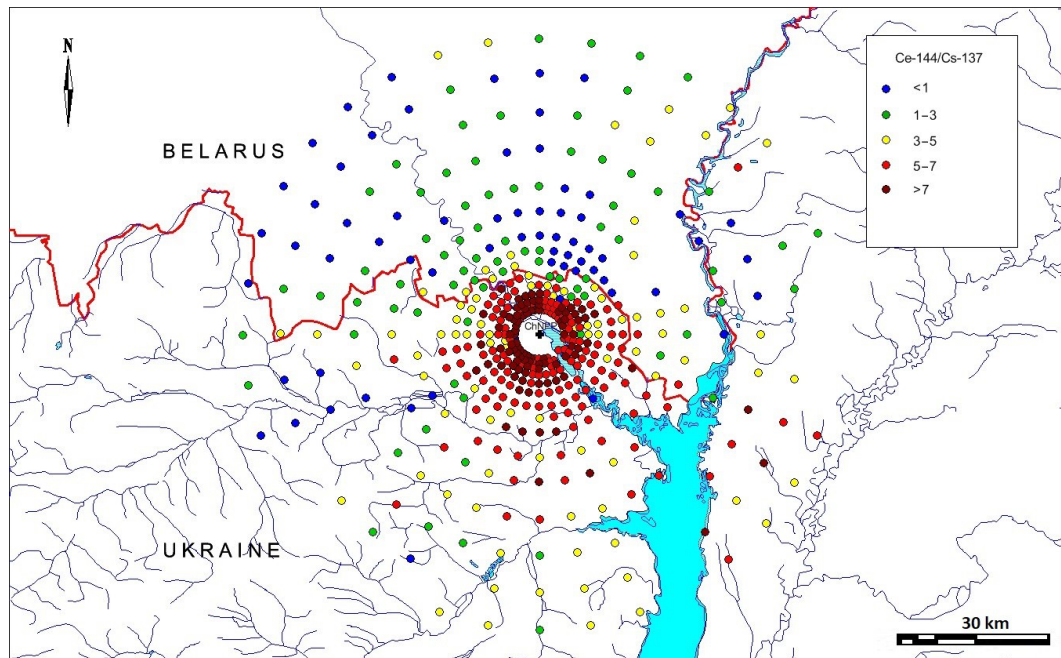 N
Ce-144/Cs-137
<1
1–3
3–5
5–7
>7
BELARUS
ChNPP
UKRAINE
30 km